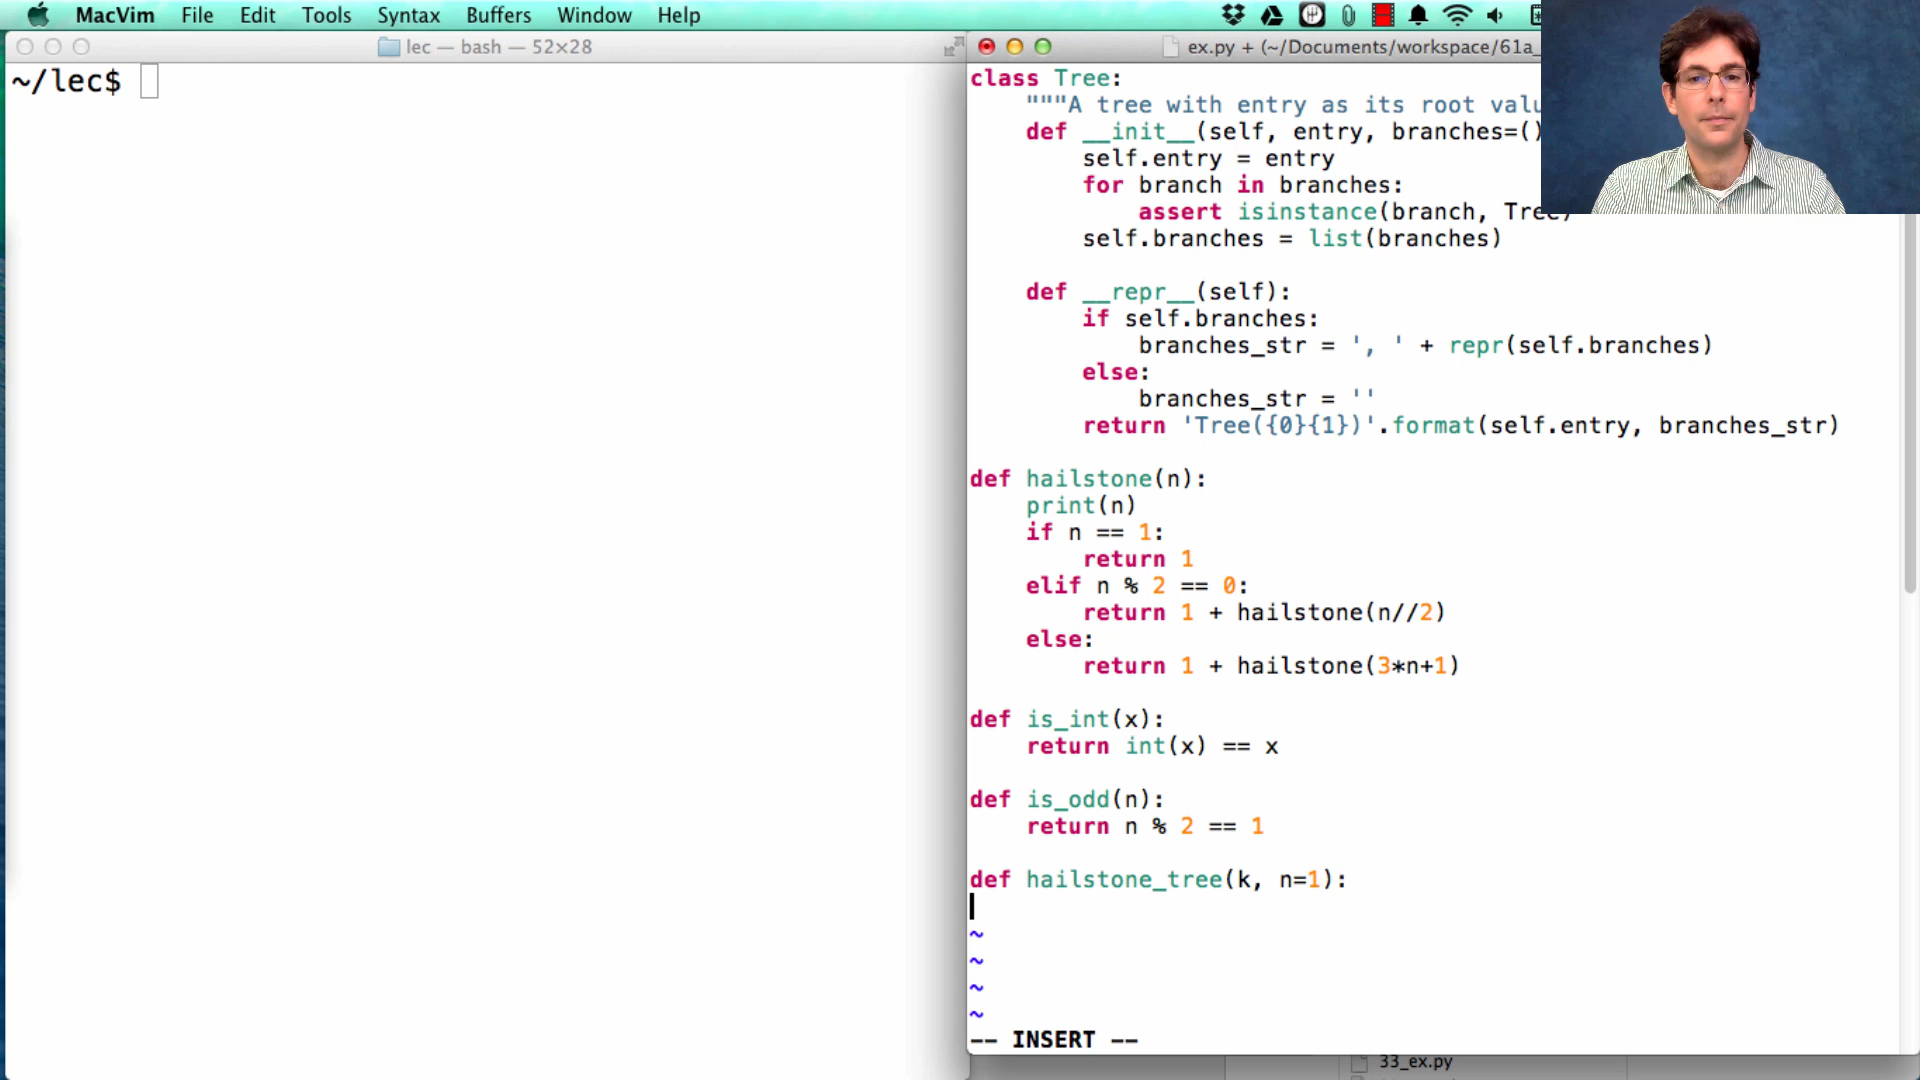 MacVim File Edit Tools Syntax Buffers Window Help
lec — bash — 52×28
~/lec$
ex.py + (~/Documents/workspace/61a_
class Tree:
    """A tree with entry as its root valu
    def __init__(self, entry, branches=()
        self.entry = entry
        for branch in branches:
            assert isinstance(branch, Tree)
        self.branches = list(branches)
    def __repr__(self):
        if self.branches:
            branches_str = ', ' + repr(self.branches)
        else:
            branches_str = ''
        return 'Tree({0}{1})'.format(self.entry, branches_str)
def hailstone(n):
    print(n)
    if n == 1:
        return 1
    elif n % 2 == 0:
        return 1 + hailstone(n//2)
    else:
        return 1 + hailstone(3*n+1)
def is_int(x):
    return int(x) == x
def is_odd(n):
    return n % 2 == 1
def hailstone_tree(k, n=1):
~
~
~
~
-- INSERT --
33_ex.py